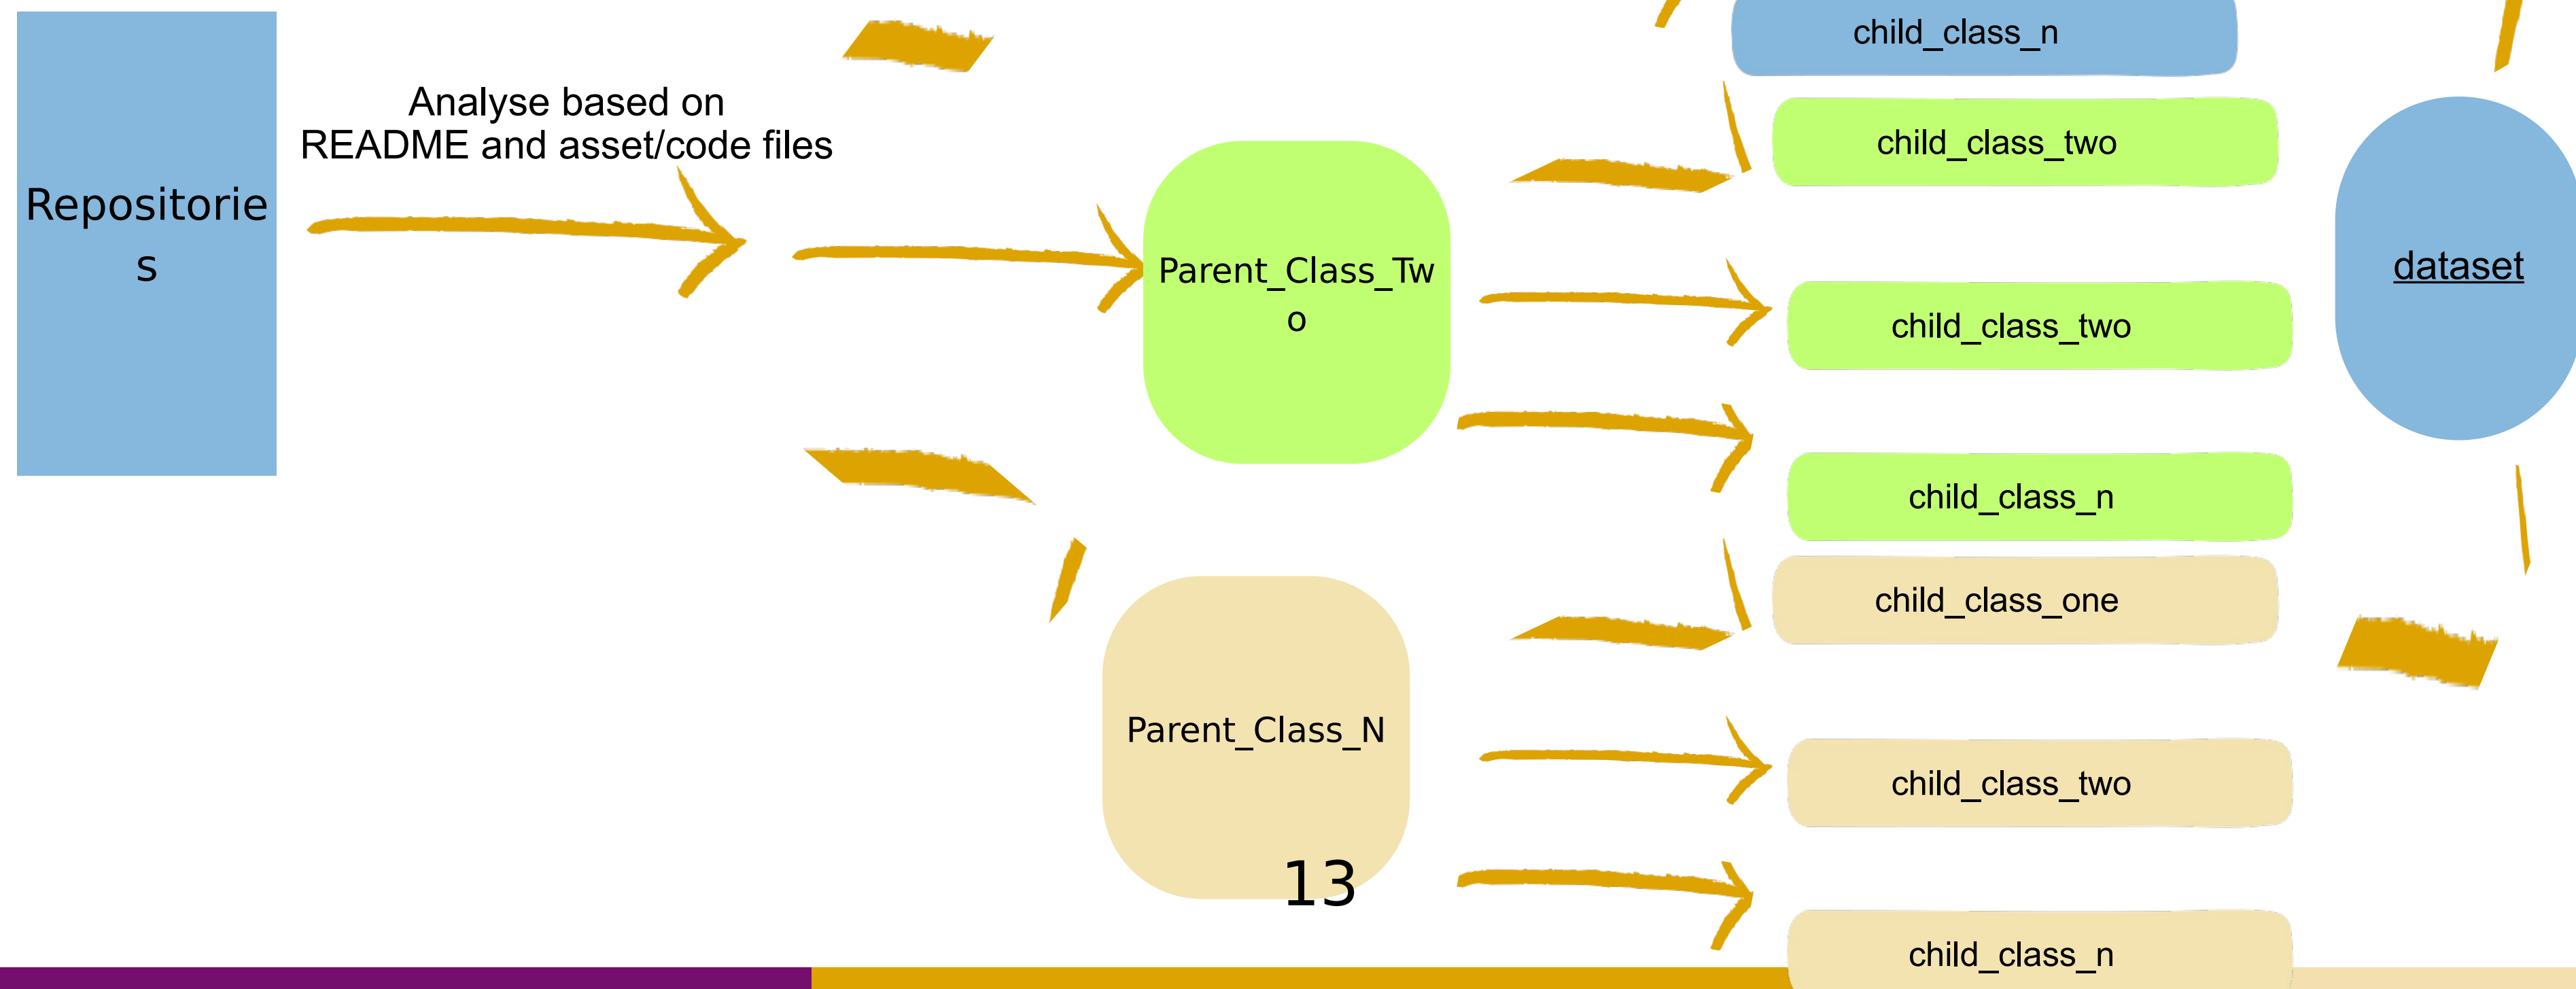 Repositorie
s
Analyse based on
README and asset/code files
Parent_Class_Tw
o
Parent_Class_N
13
child_class_n
child_class_two
child_class_two
child_class_n
child_class_one
child_class_two
child_class_n
dataset